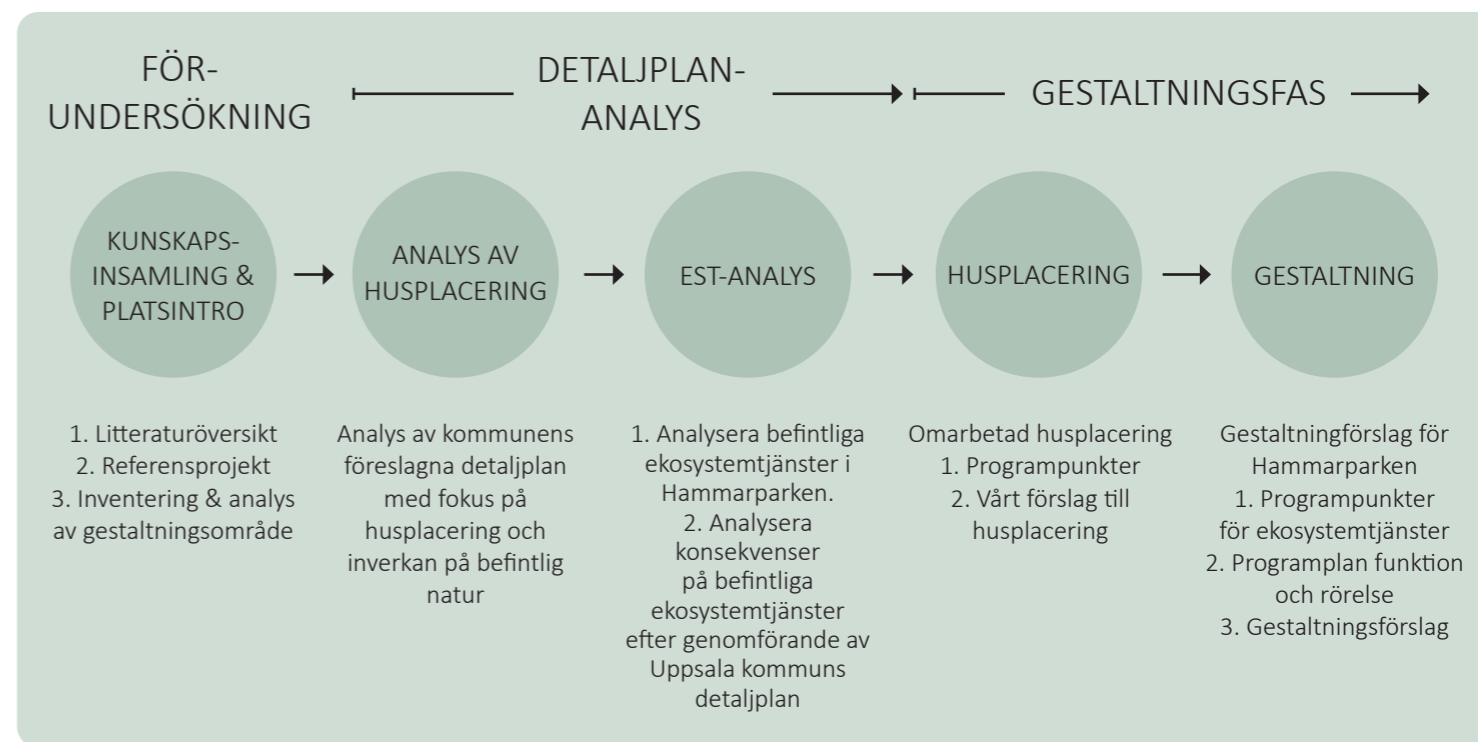 FÖR-
UNDERSÖKNING
DETALJPLAN-
ANALYS
GESTALTNINGSFAS
KUNSKAPS-
INSAMLING &
PLATSINTRO
ANALYS AV
HUSPLACERING
EST-ANALYS
HUSPLACERING
GESTALTNING
1. Litteraturöversikt
2. Referensprojekt
3. Inventering & analys
av gestaltningsområde
Analys av kommunens
föreslagna detaljplan
med fokus på
husplacering och
inverkan på befintlig
natur
1. Analysera befintliga
ekosystemtjänster i
Hammarparken.
2. Analysera
konsekvenser
på befintliga
ekosystemtjänster
efter genomförande av
Uppsala kommuns
detaljplan
Omarbetad husplacering
1. Programpunkter
2. Vårt förslag till
husplacering
Gestaltningförslag för
Hammarparken
1. Programpunkter
för ekosystemtjänster
2. Programplan funktion
och rörelse
3. Gestaltningsförslag